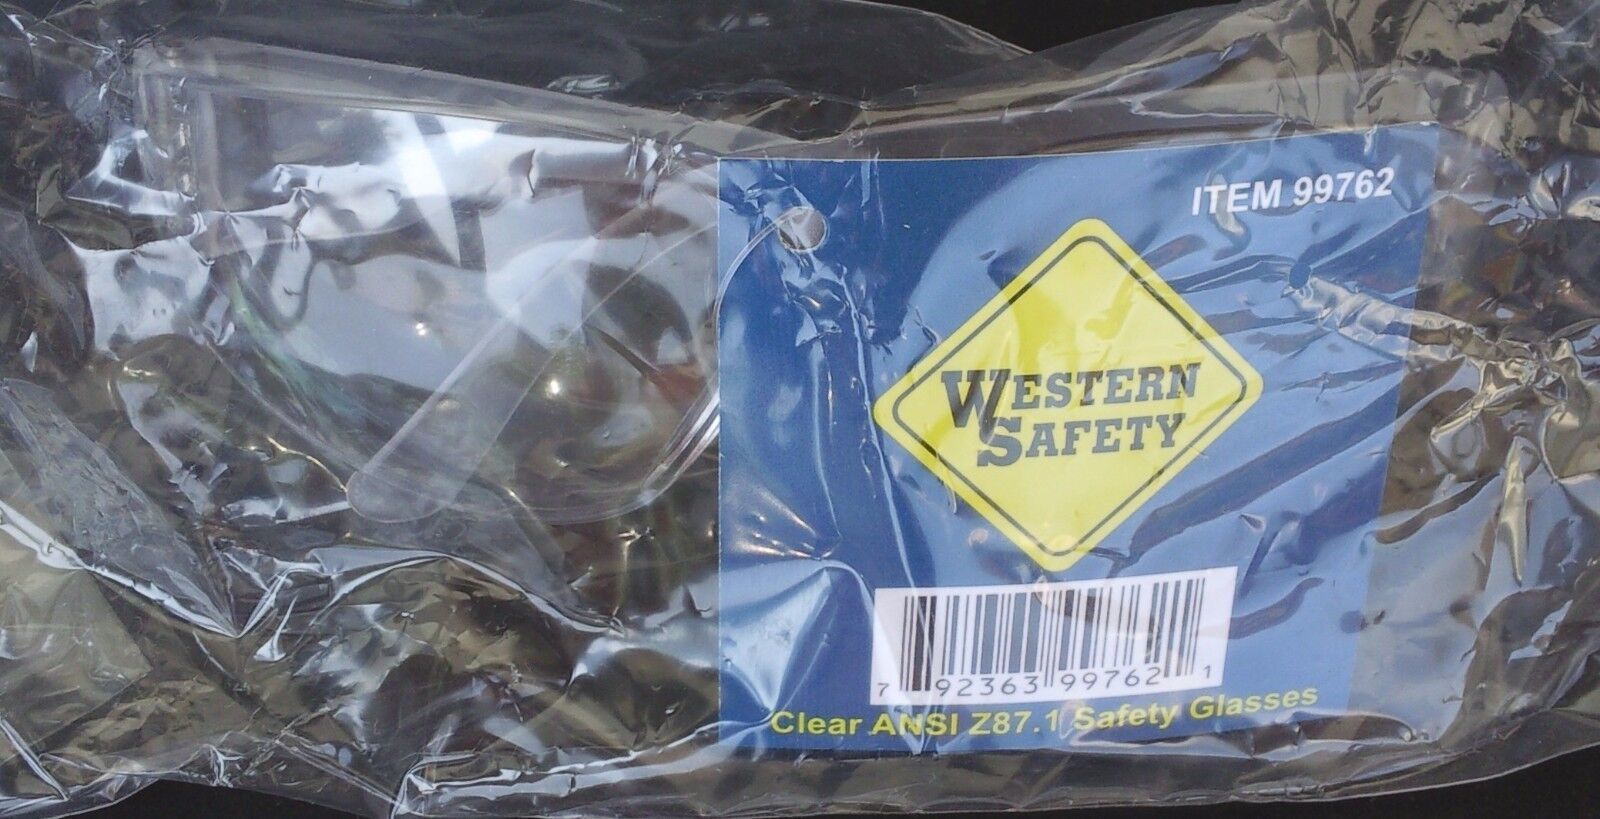 ITEM 99762
WESTERN
SAFETY
7 92363 99762 1
Clear ANSI Z87.1 Safety Glasses